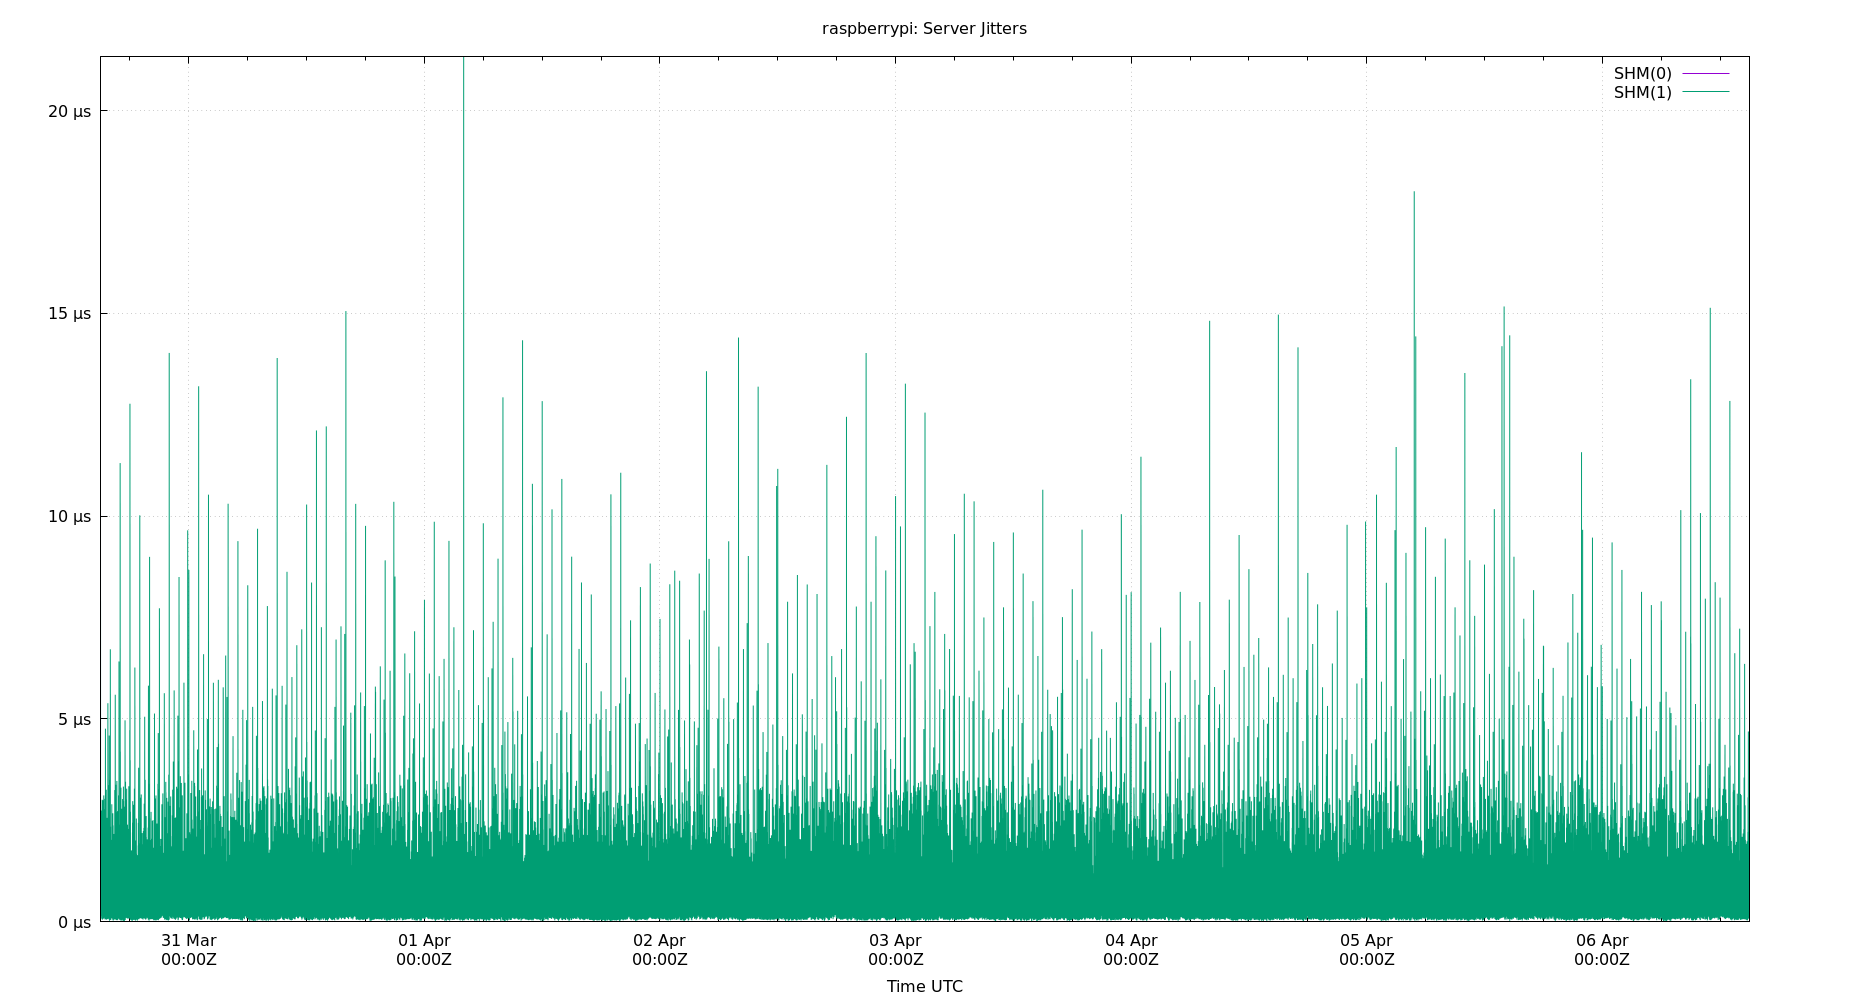 raspberrypi: Server Jitters
SHM(0)
SHM(1)
20 µs
15 µs
10 µs
5 µs
0 µs
31 Mar 01 Apr 02 Apr 03 Apr 04 Apr 05 Apr 06 Apr
00:00Z 00:00Z 00:00Z 00:00Z 00:00Z 00:00Z 00:00Z
Time UTC